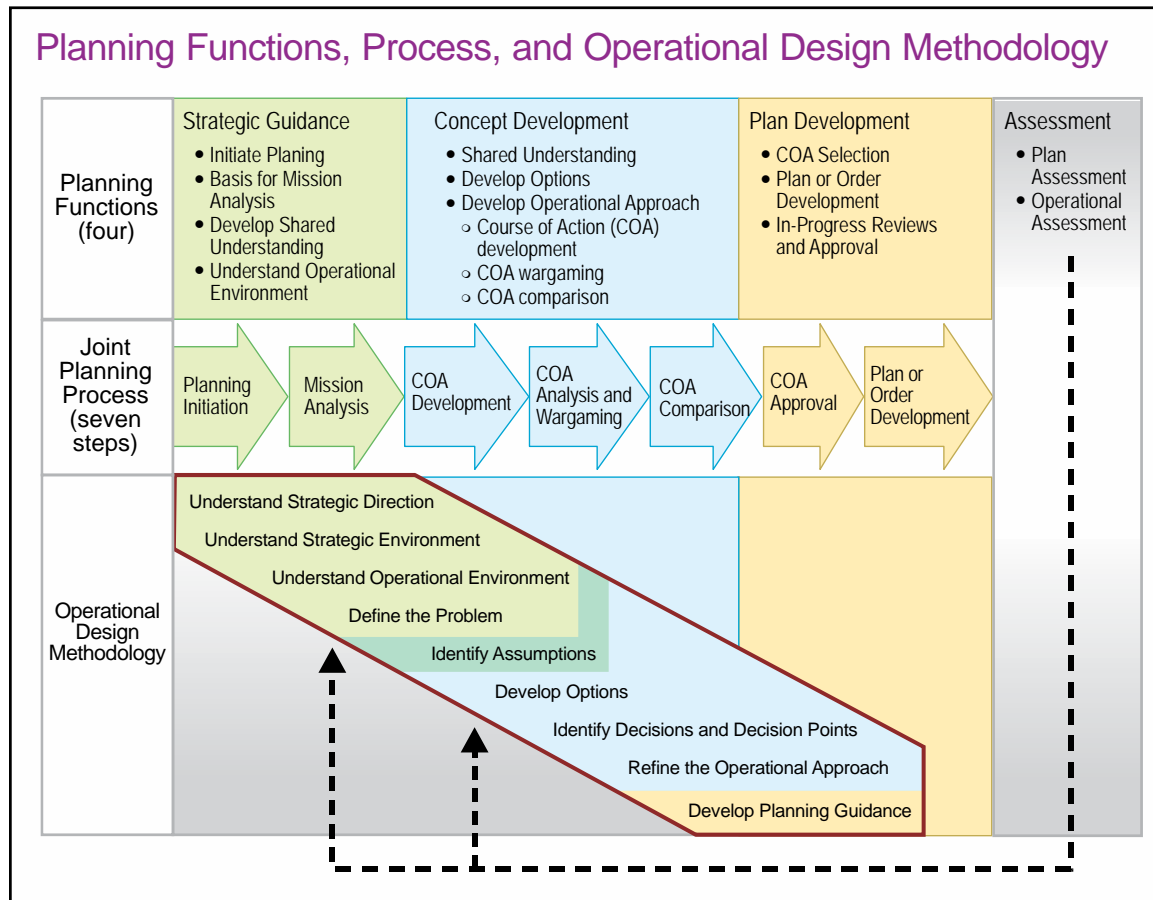 Planning Functions, Process, and Operational Design Methodology
Planning
Functions
(four)
Strategic Guidance
• Initiate Planing
• Basis for Mission
Analysis
• Develop Shared
Understanding
• Understand Operational
Environment
Concept Development
• Shared Understanding
• Develop Options
• Develop Operational Approach
○ Course of Action (COA)
development
○ COA wargaming
○ COA comparison
Plan Development
• COA Selection
• Plan or Order
Development
• In-Progress Reviews
and Approval
Assessment
• Plan
Assessment
• Operational
Assessment
Joint
Planning
Process
(seven
steps)
Planning
Initiation
Mission
Analysis
COA
Development
COA
Analysis and
Wargaming
COA
Comparison
COA
Approval
Plan or
Order
Development
Operational
Design
Methodology
Understand Strategic Direction
Understand Strategic Environment
Understand Operational Environment
Define the Problem
Identify Assumptions
Develop Options
Identify Decisions and Decision Points
Refine the Operational Approach
Develop Planning Guidance